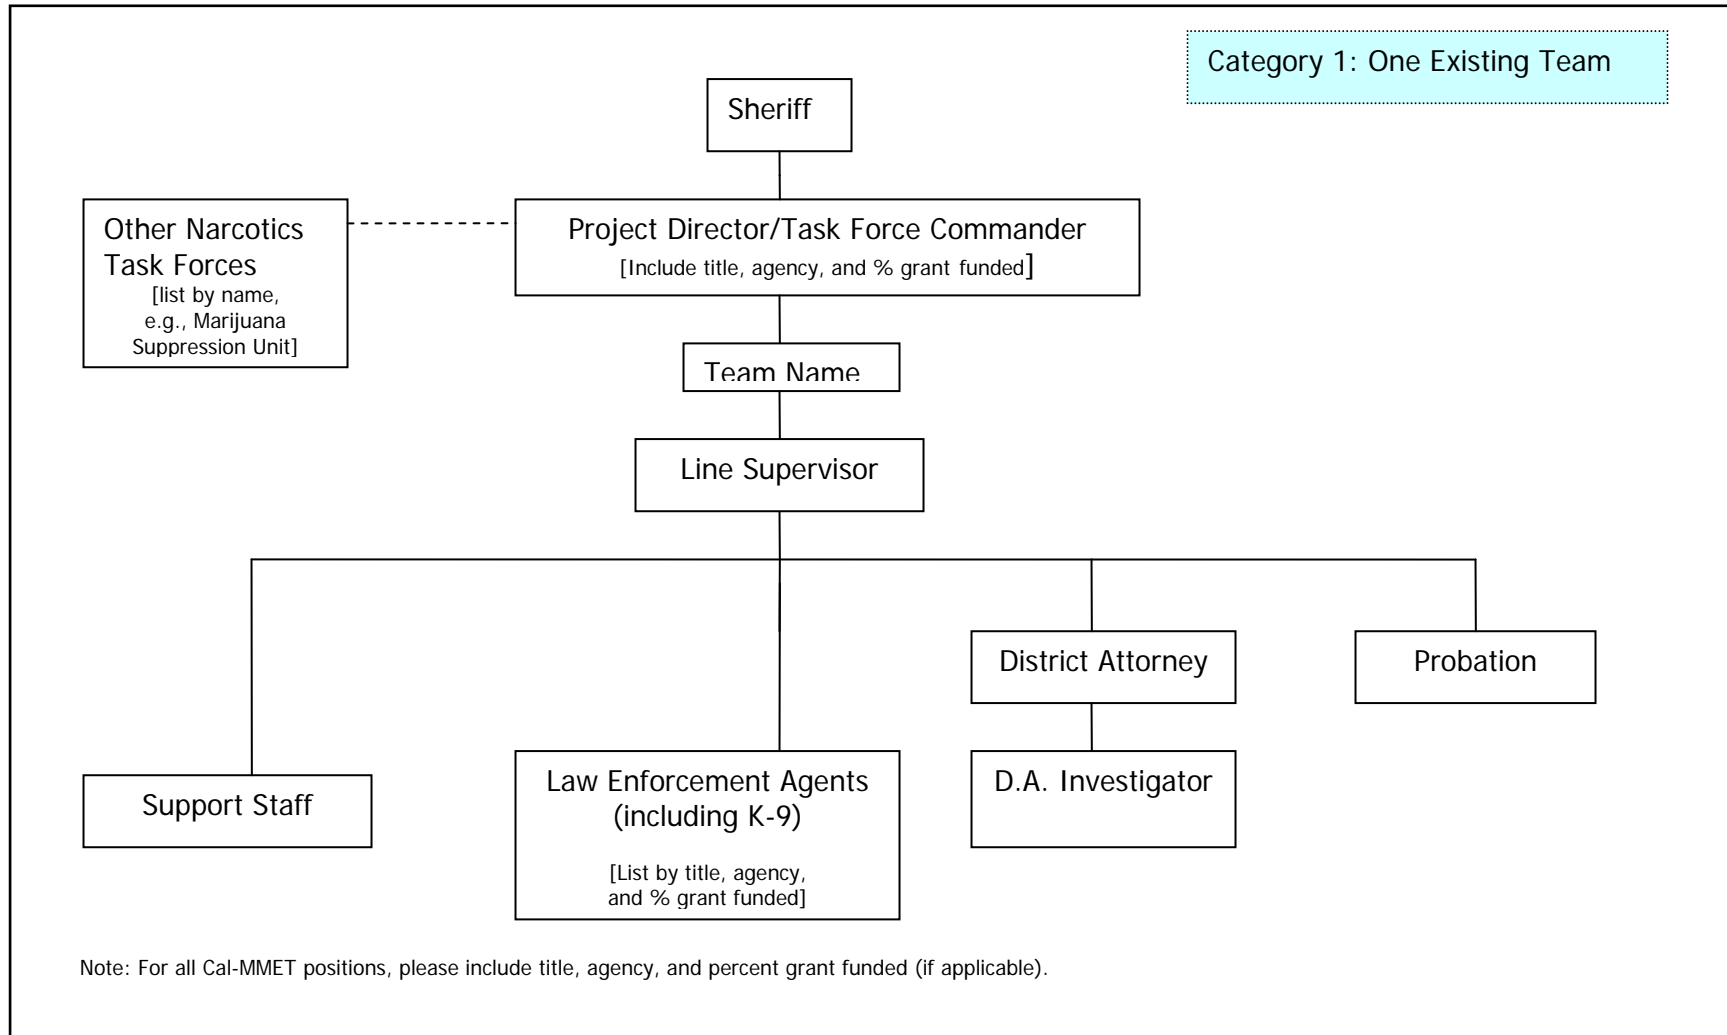 Category 1: One Existing Team
Sheriff
Other Narcotics
Task Forces
[list by name,
e.g., Marijuana
Suppression Unit]
Project Director/Task Force Commander
[Include title, agency, and % grant funded]
Team Name
Line Supervisor
District Attorney
Probation
Support Staff
Law Enforcement Agents
(including K-9)
[List by title, agency,
and % grant funded]
D.A. Investigator
Note: For all Cal-MMET positions, please include title, agency, and percent grant funded (if applicable).